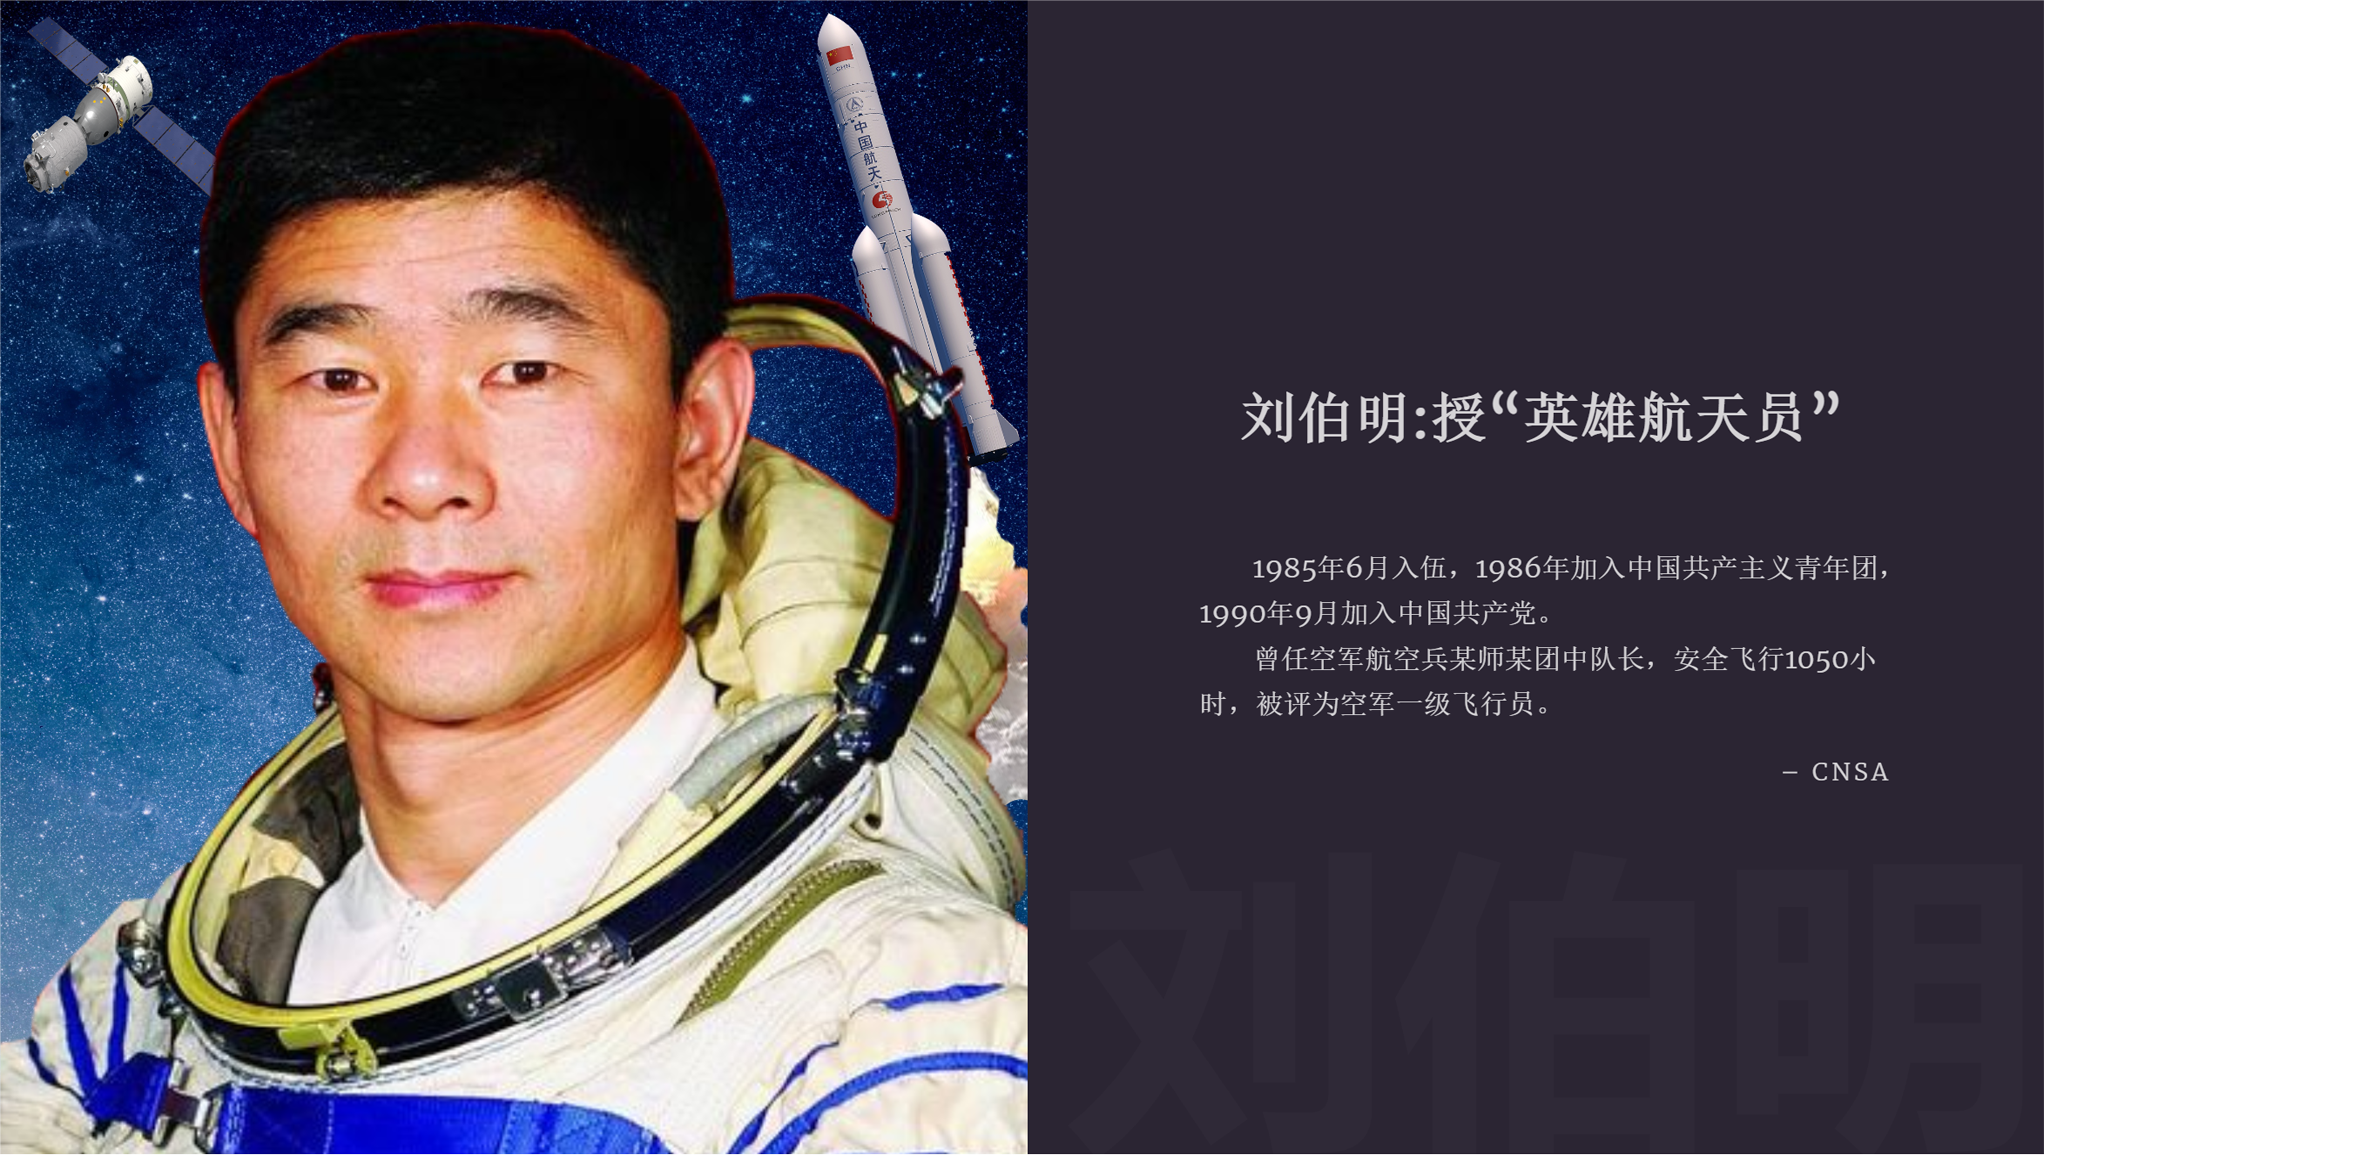 CHN
中国航天
刘伯明:授“英雄航天员”
1985年6月入伍，1986年加入中国共产主义青年团，
1990年9月加入中国共产党。
曾任空军航空兵某师某团中队长，安全飞行1050小
时，被评为空军一级飞行员。
– CNSA
刘伯明